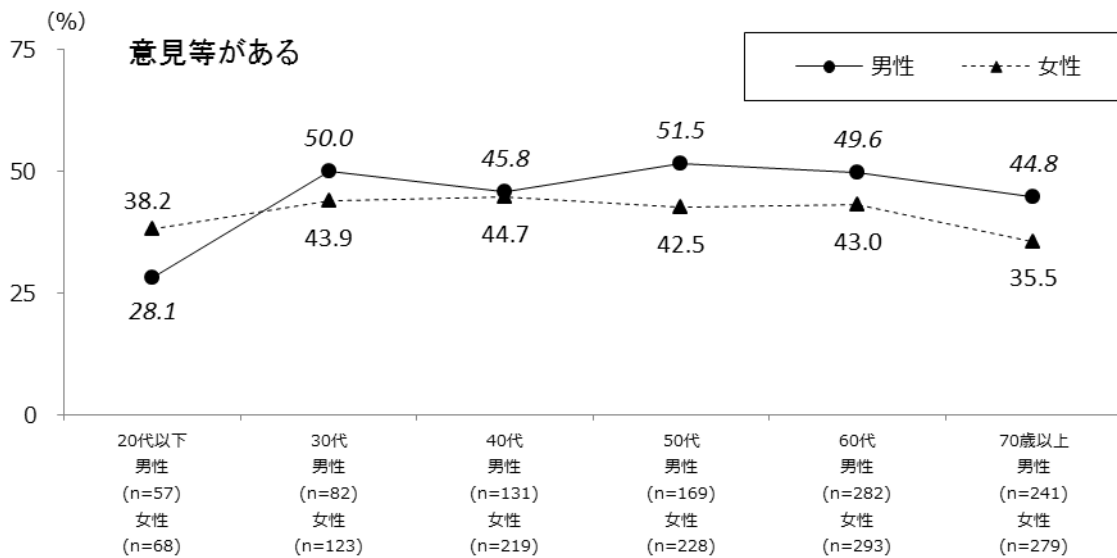 (%)
意見等がある
男性
女性
75
50
25
0
38.2
50.0
45.8
51.5
49.6
44.8
28.1
43.9
44.7
42.5
43.0
35.5
20代以下
男性
(n=57)
女性
(n=68)
30代
男性
(n=82)
女性
(n=123)
40代
男性
(n=131)
女性
(n=219)
50代
男性
(n=169)
女性
(n=228)
60代
男性
(n=282)
女性
(n=293)
70歳以上
男性
(n=241)
女性
(n=279)